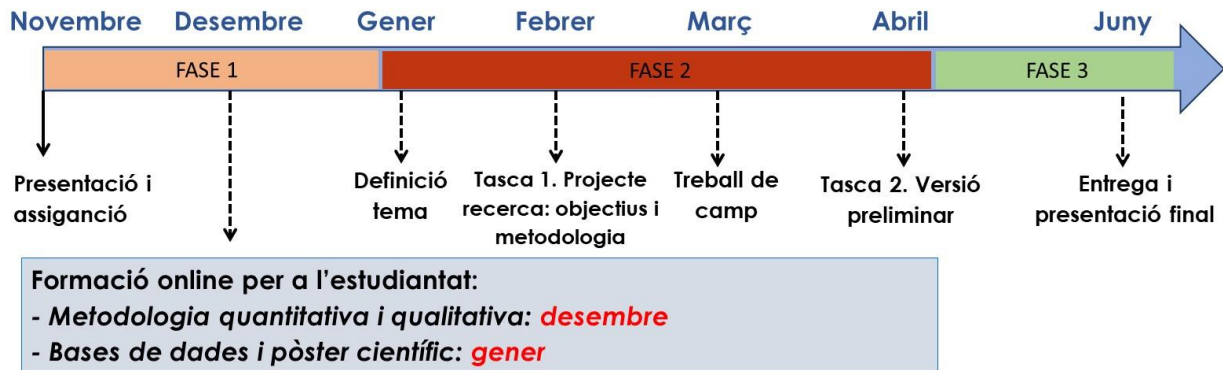 Novembre Desembre Gener Febrer Març Abril Juny
FASE 1 FASE 2 FASE 3
Presentació i
assigancció
Definició
tema
Tasca 1. Projecte
recerca: objectius i
metodologia
Treball de
camp
Tasca 2. Versió
preliminar
Entrega i
presentació final
Formació online per a l’estudiantat:
- Metodologia quantitativa i qualitativa: desembre
- Bases de dades i pòster científic: gener